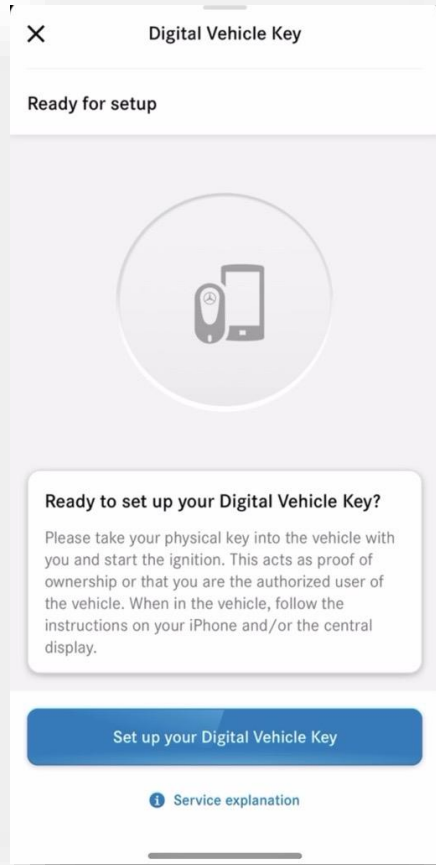 Digital Vehicle Key
Ready for setup
Ready to set up your Digital Vehicle Key?
Please take your physical key into the vehicle with
you and start the ignition. This acts as proof of
ownership or that you are the authorized user of
the vehicle. When in the vehicle, follow the
instructions on your iPhone and/or the central
display.
Set up your Digital Vehicle Key
Service explanation